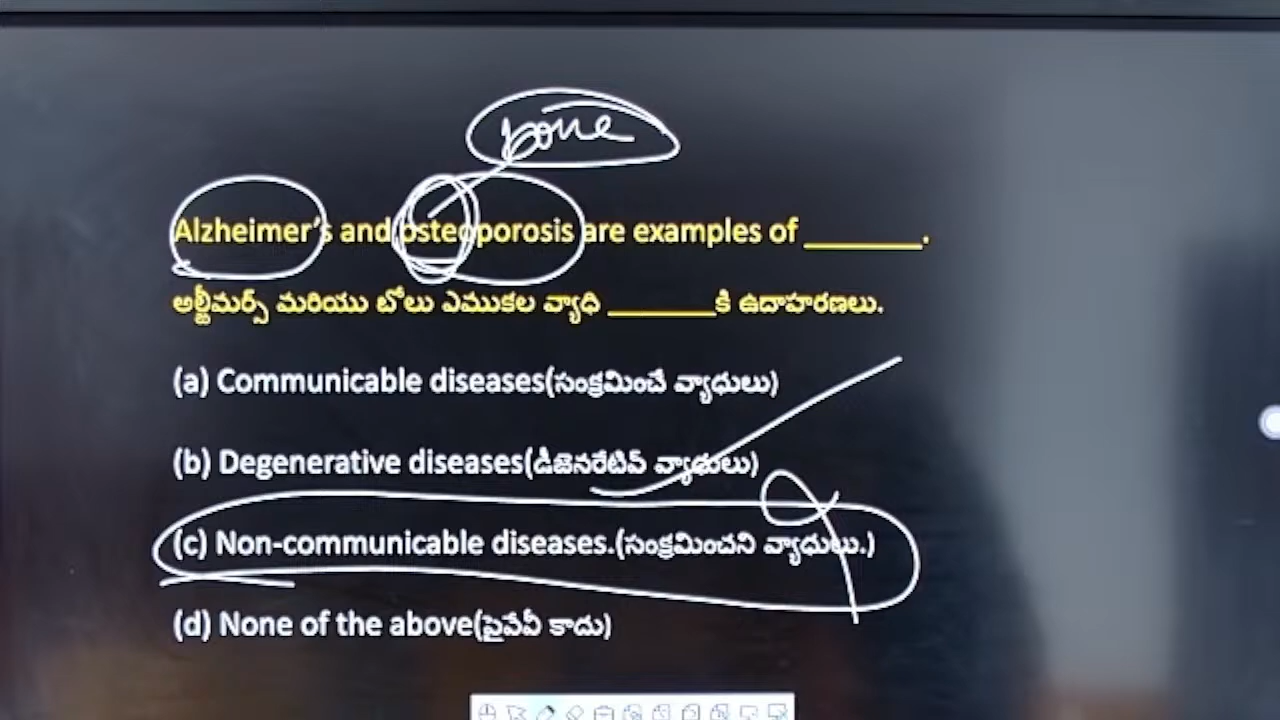 bone
Alzheimer's and osteoporosis are examples of ________.
అల్జీమర్స్ మరియు బోలు ఎముకల వ్యాధి ________కి ఉదాహరణలు.
(a) Communicable diseases(సంక్రమించే వ్యాధులు)
(b) Degenerative diseases(డీజెనరేటివ్ వ్యాధులు)
(c) Non-communicable diseases.(సంక్రమించని వ్యాధులు.)
(d) None of the above(పైవేవీ కాదు)